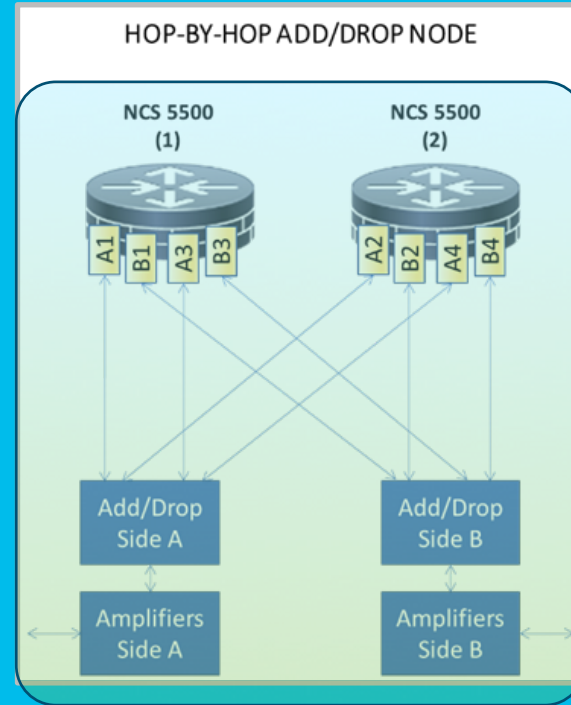 HOP-BY-HOP ADD/DROP NODE
NCS 5500
(1)
NCS 5500
(2)
A1
B1
A3
B3
A2
B2
A4
B4
Add/Drop
Side A
Add/Drop
Side B
Amplifiers
Side A
Amplifiers
Side B